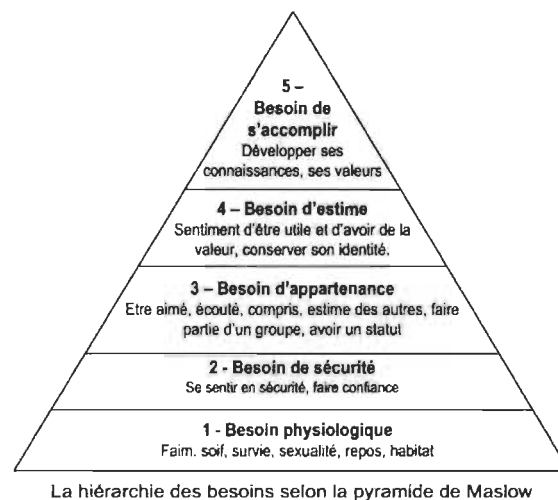 5 –
Besoin de
s'accomplir
Développer ses
connaissances, ses valeurs
4 – Besoin d'estime
Sentiment d'être utile et d'avoir de la
valeur, conserver son identité.
3 – Besoin d'appartenance
Etre aimé, écouté, compris, estime des autres, faire
partie d'un groupe, avoir un statut
2 - Besoin de sécurité
Se sentir en sécurité, faire confiance
1 - Besoin physiologique
Faim. soif, survie, sexualité, repos, habitat
La hiérarchie des besoins selon la pyramide de Maslow